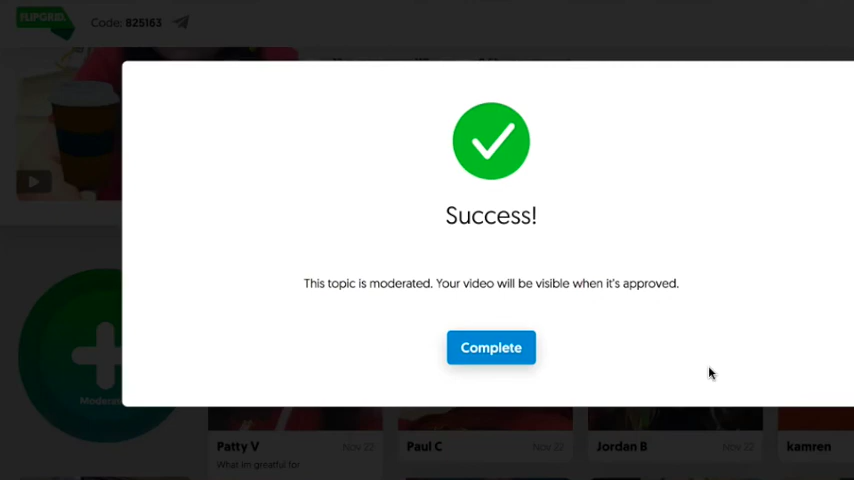 FLIPGRID.
Code: 825163
Success!
This topic is moderated. Your video will be visible when it's approved.
Complete
Patty V Nov 22
Paul C Nov 22
Jordan B Nov 22
kamren
What im greatful for